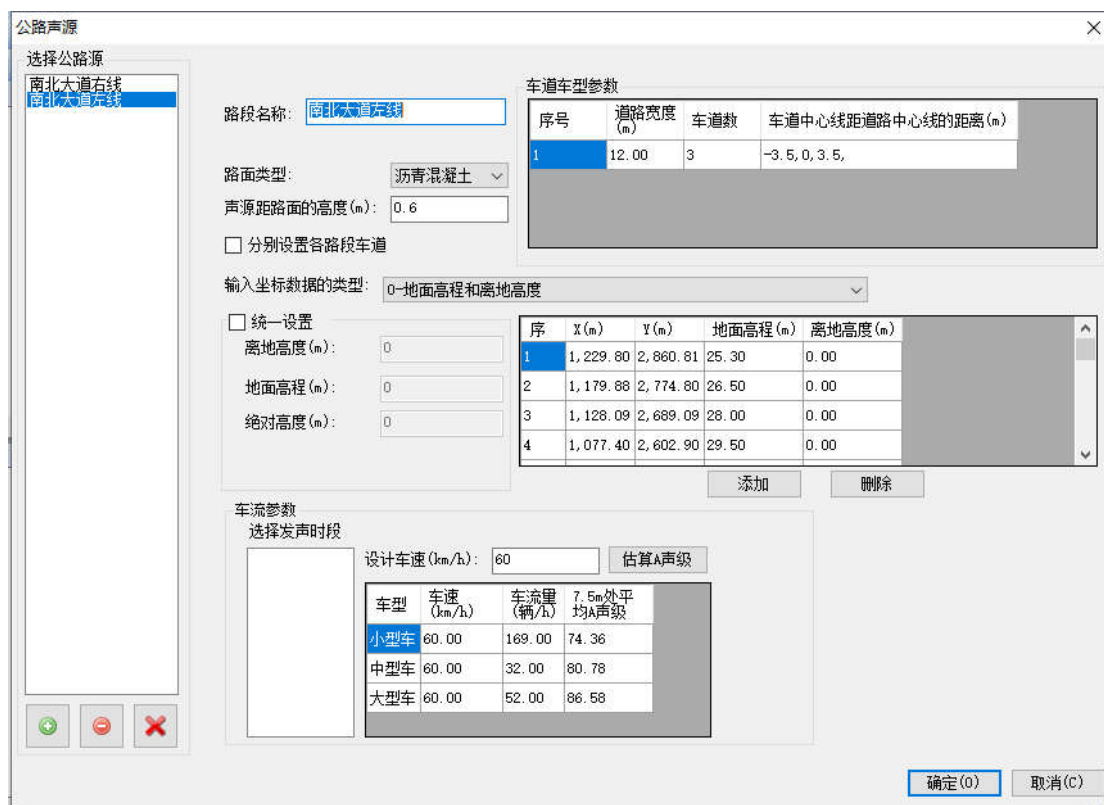 公路声源
选择公路源
南北大道右线
南北大道左线
路段名称: 南北大道左线
路面类型: 沥青混凝土
声源距路面的高度(m): 0.6
分别设置各路段车道
车道车型参数
序号 道路宽度(m) 车道数 车道中心线距道路中心线的距离(m)
1 12.00 3 -3.5,0,3.5,
输入坐标数据的类型: 0-地面高程和离地高度
统一设置
离地高度(m): 0
地面高程(m): 0
绝对高度(m): 0
序 X(m) Y(m) 地面高程(m) 离地高度(m)
1 1,229.80 2,860.81 25.30 0.00
2 1,179.88 2,774.80 26.50 0.00
3 1,128.09 2,689.09 28.00 0.00
4 1,077.40 2,602.90 29.50 0.00
添加 删除
车流参数
选择发声时段
设计车速(km/h): 60 估算A声级
车型 车速(km/h) 车流量(辆/h) 7.5m处平均A声级
小型车 60.00 169.00 74.36
中型车 60.00 32.00 80.78
大型车 60.00 52.00 86.58
确定(O) 取消(C)